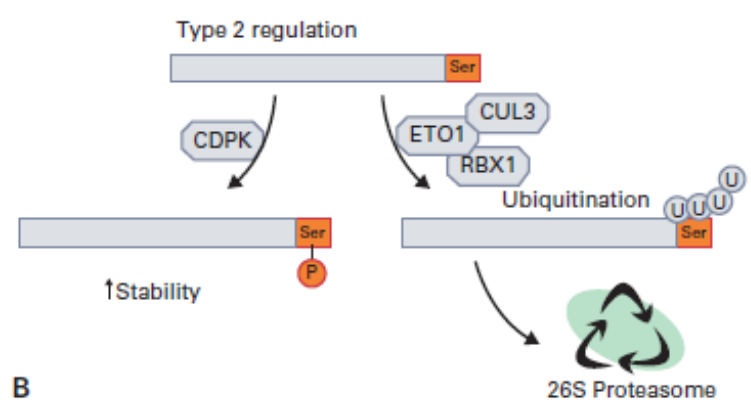 Type 2 regulation
Ser
CDPK
ETO1
CUL3
RBX1
Ubiquitination
U
U
U
U
Ser
P
Ser
↑Stability
26S Proteasome
B